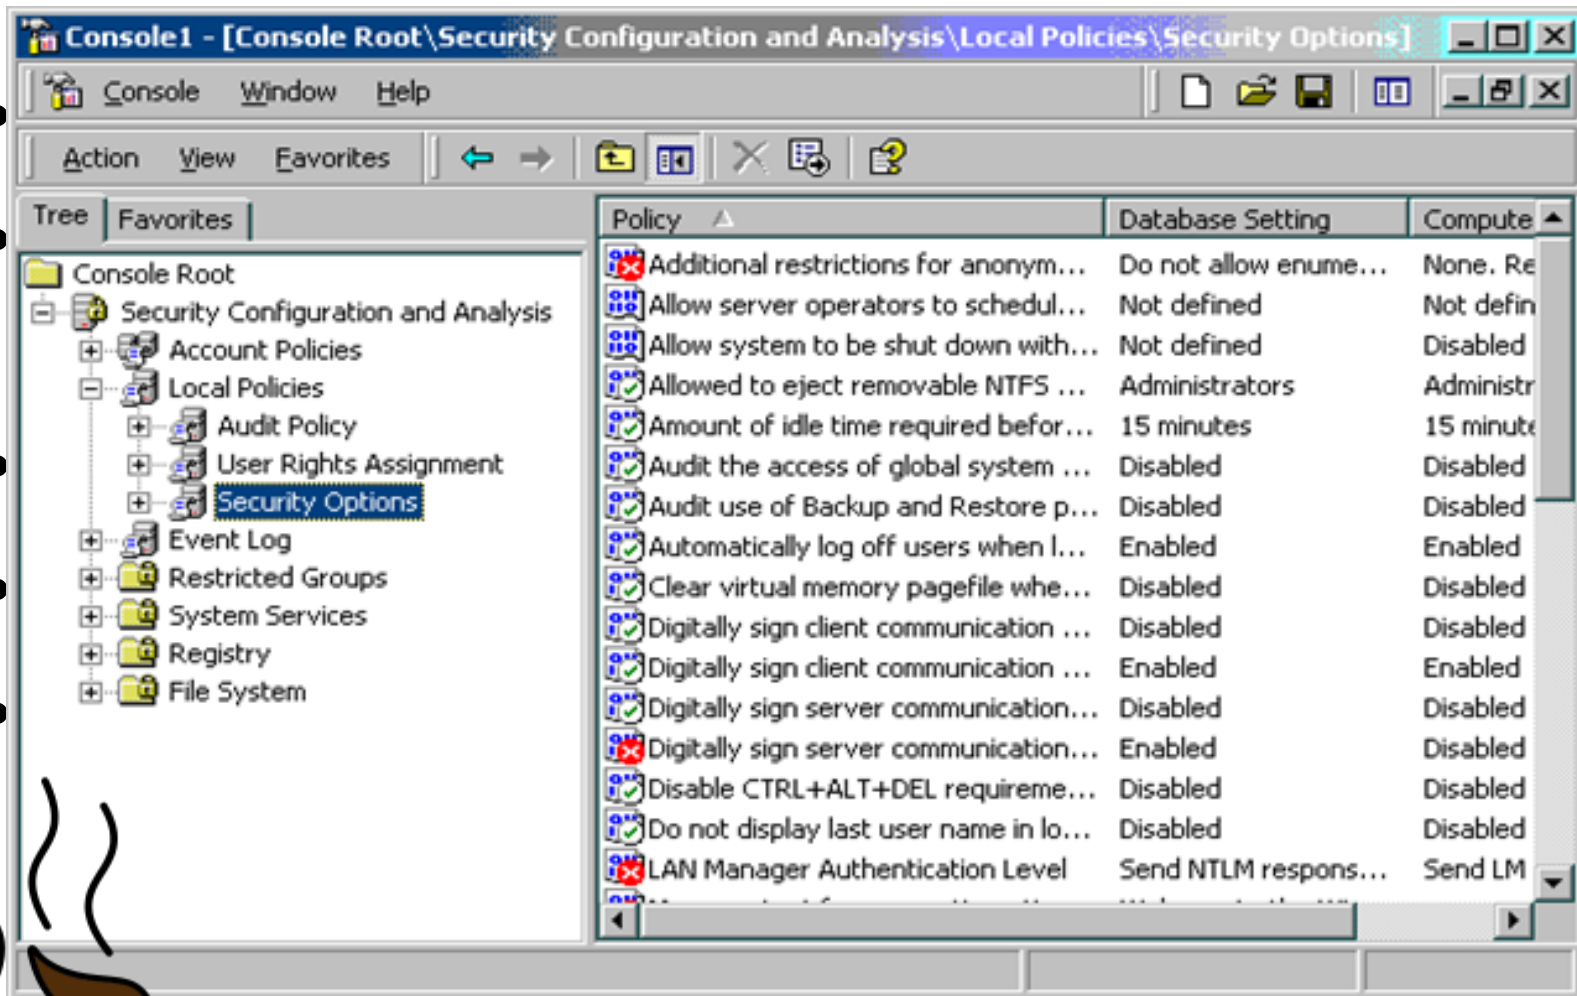 Console1 - [Console Root\Security Configuration and Analysis\Local Policies\Security Options]
Console Window Help
Action View Favorites
Tree Favorites
Console Root
Security Configuration and Analysis
Account Policies
Local Policies
Audit Policy
User Rights Assignment
Security Options
Event Log
Restricted Groups
System Services
Registry
File System
Policy Database Setting Compute
Additional restrictions for anonym... Do not allow enume... None. Re
Allow server operators to schedul... Not defined Not defin
Allow system to be shut down with... Not defined Disabled
Allowed to eject removable NTFS ... Administrators Administr
Amount of idle time required befor... 15 minutes 15 minute
Audit the access of global system ... Disabled Disabled
Audit use of Backup and Restore p... Disabled Disabled
Automatically log off users when l... Enabled Enabled
Clear virtual memory pagefile whe... Disabled Disabled
Digitally sign client communication ... Disabled Disabled
Digitally sign client communication ... Enabled Enabled
Digitally sign server communication... Disabled Disabled
Digitally sign server communication... Enabled Disabled
Disable CTRL+ALT+DEL requireme... Disabled Disabled
Do not display last user name in lo... Disabled Disabled
LAN Manager Authentication Level Send NTLM respons... Send LM